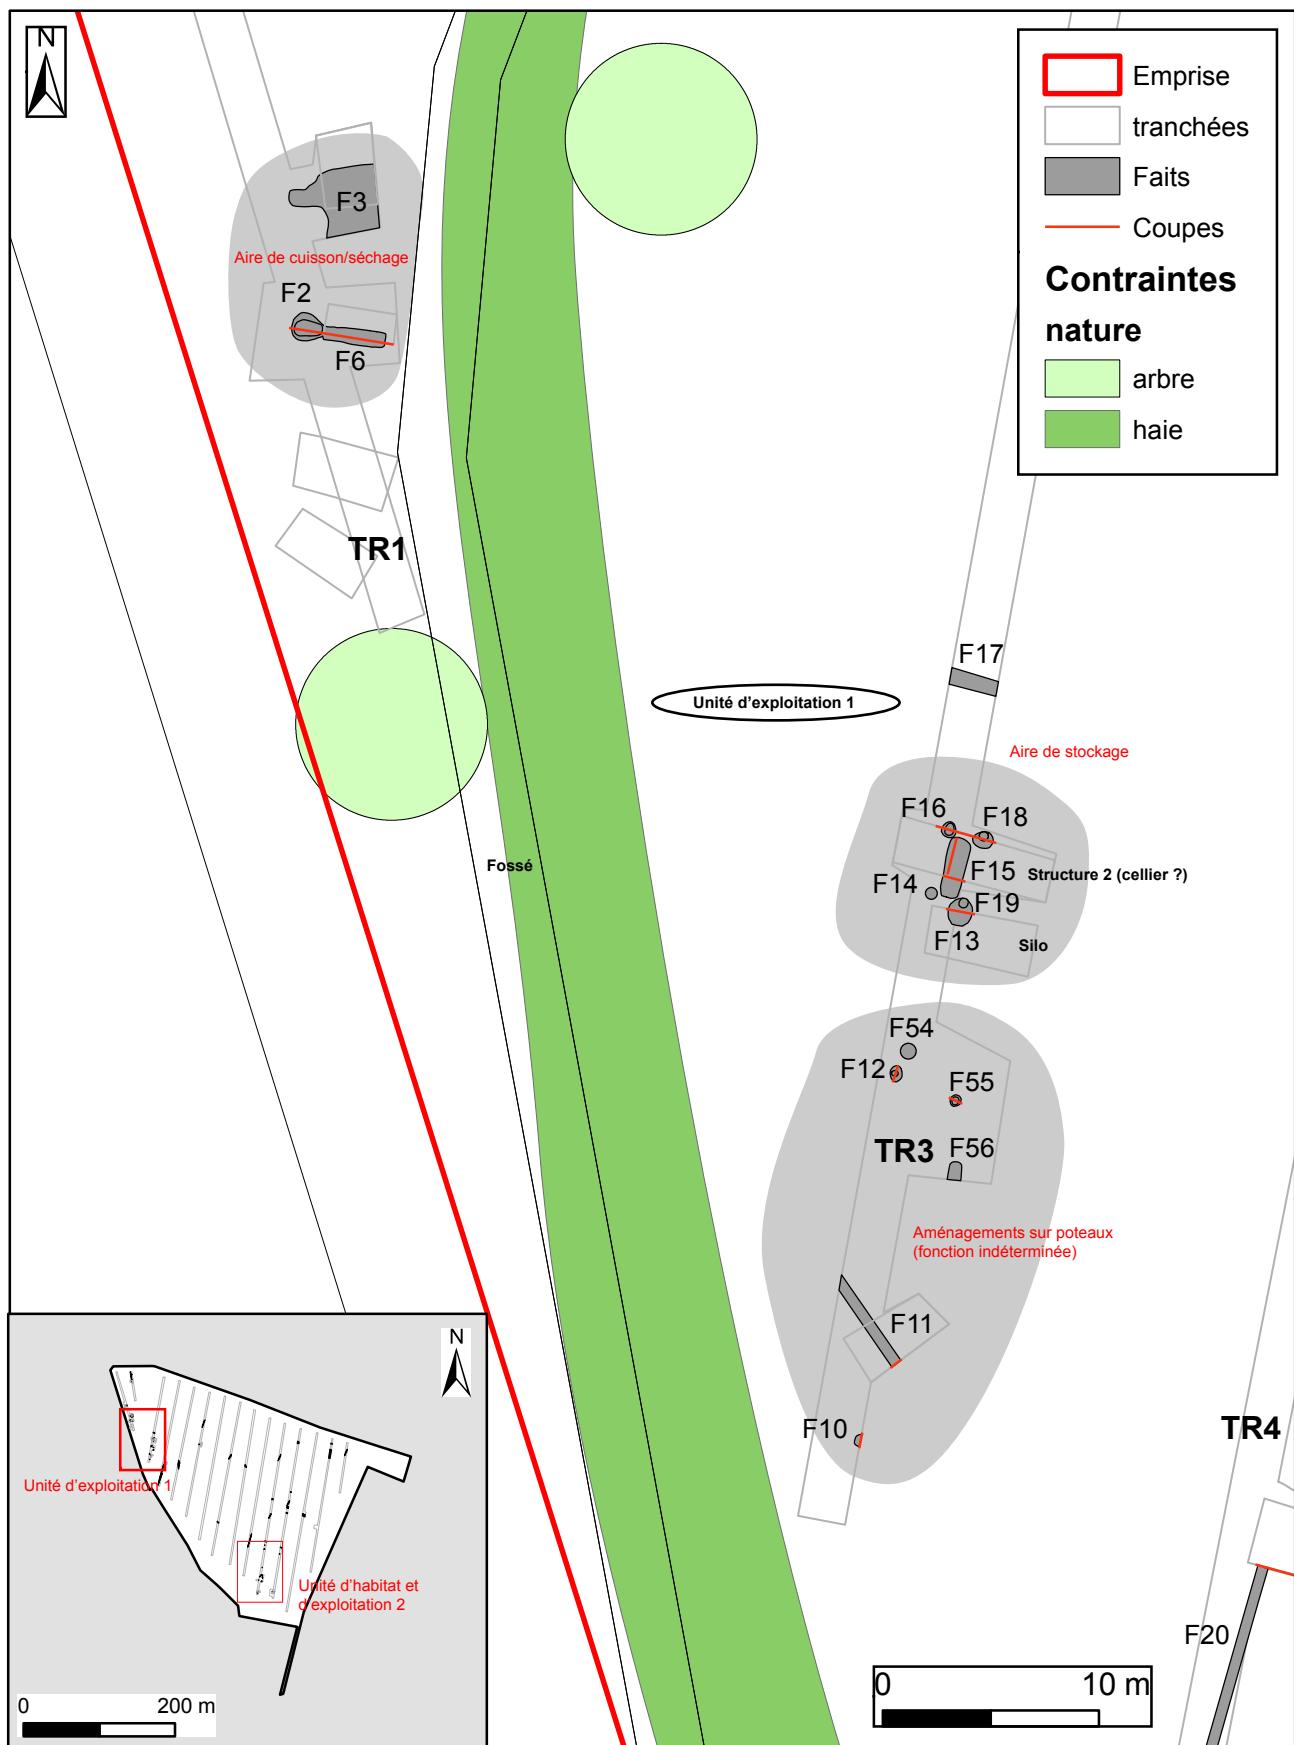 N
Emprise
tranchées
Faits
Coupes
Contraintes
nature
arbre
haie
F3
Aire de cuisson/séchage
F2
F6
TR1
F17
Unité d'exploitation 1
Aire de stockage
F16
F18
F15
Structure 2 (cellier ?)
F14
F19
F13
Silo
Fossé
F54
F12
F55
TR3
F56
Aménagements sur poteaux
(fonction indéterminée)
F11
F10
TR4
F20
N
Unité d'exploitation 1
Unité d'habitat et
d'exploitation 2
0 200 m
0 10 m